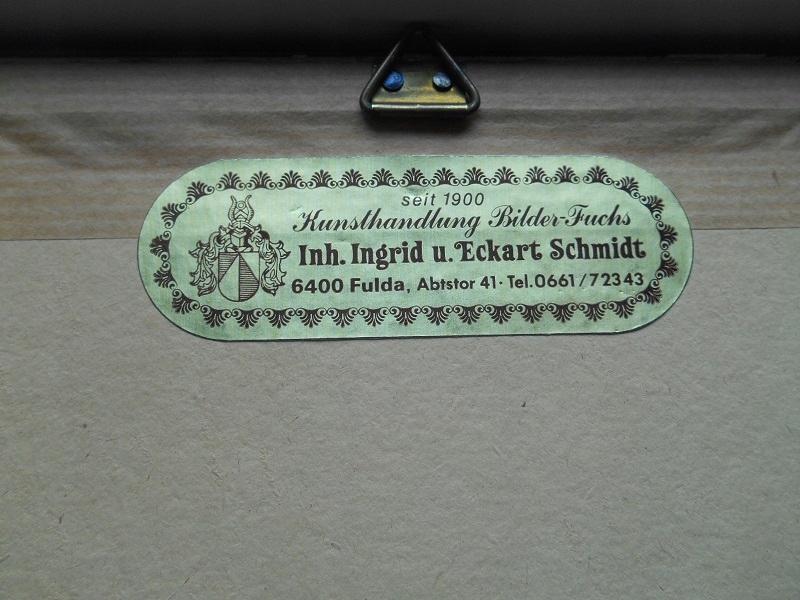 seit 1900
Kunsthandlung Bilder-Fuchs
Inh. Ingrid u. Eckart Schmidt
6400 Fulda, Abtstor 41 · Tel. 0661/72343